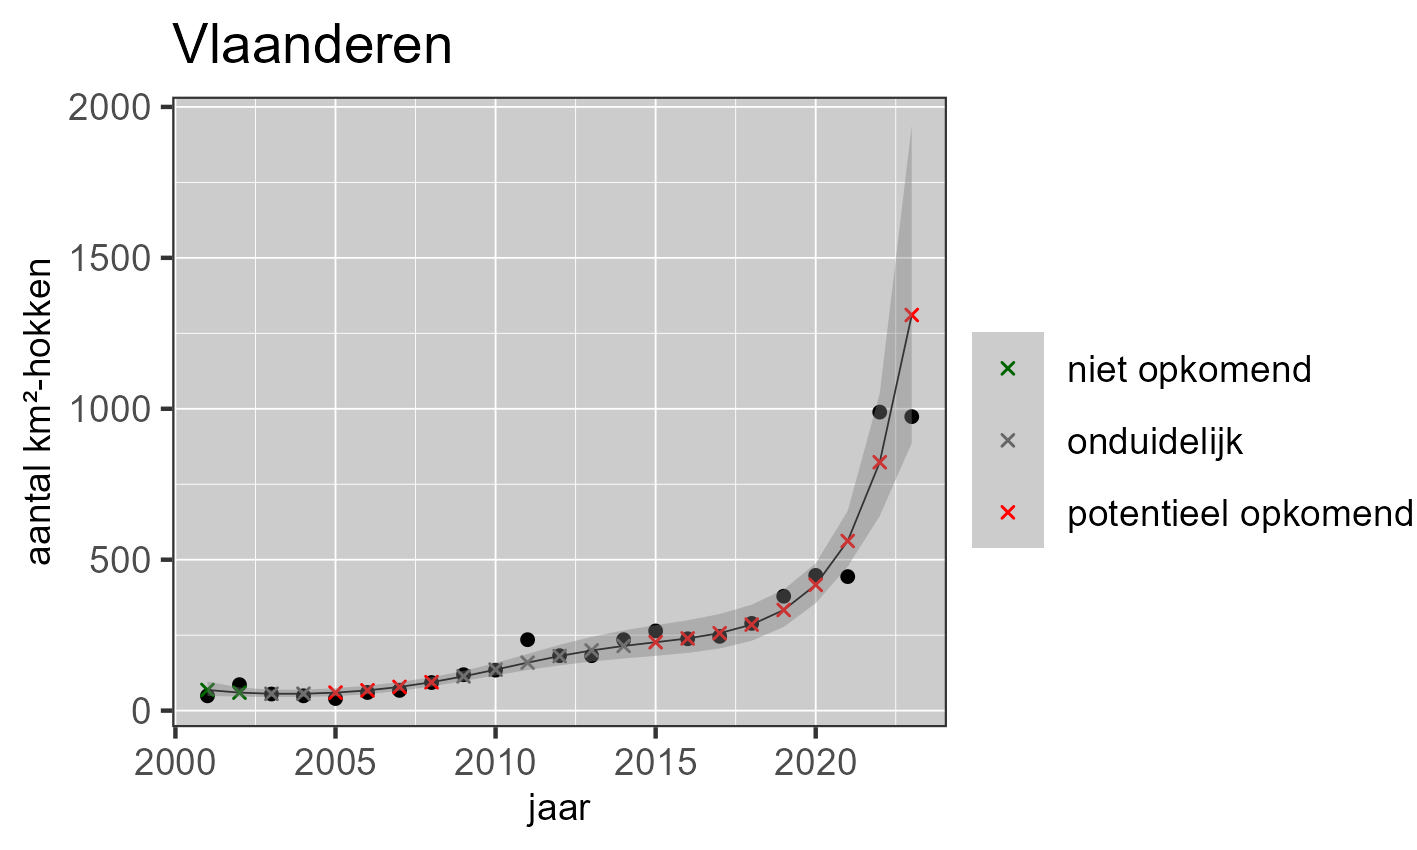 Vlaanderen
2000
1500
1000
500
0
aantal km²-hokken
2000 2005 2010 2015 2020
jaar
niet opkomend
onduidelijk
potentieel opkomend